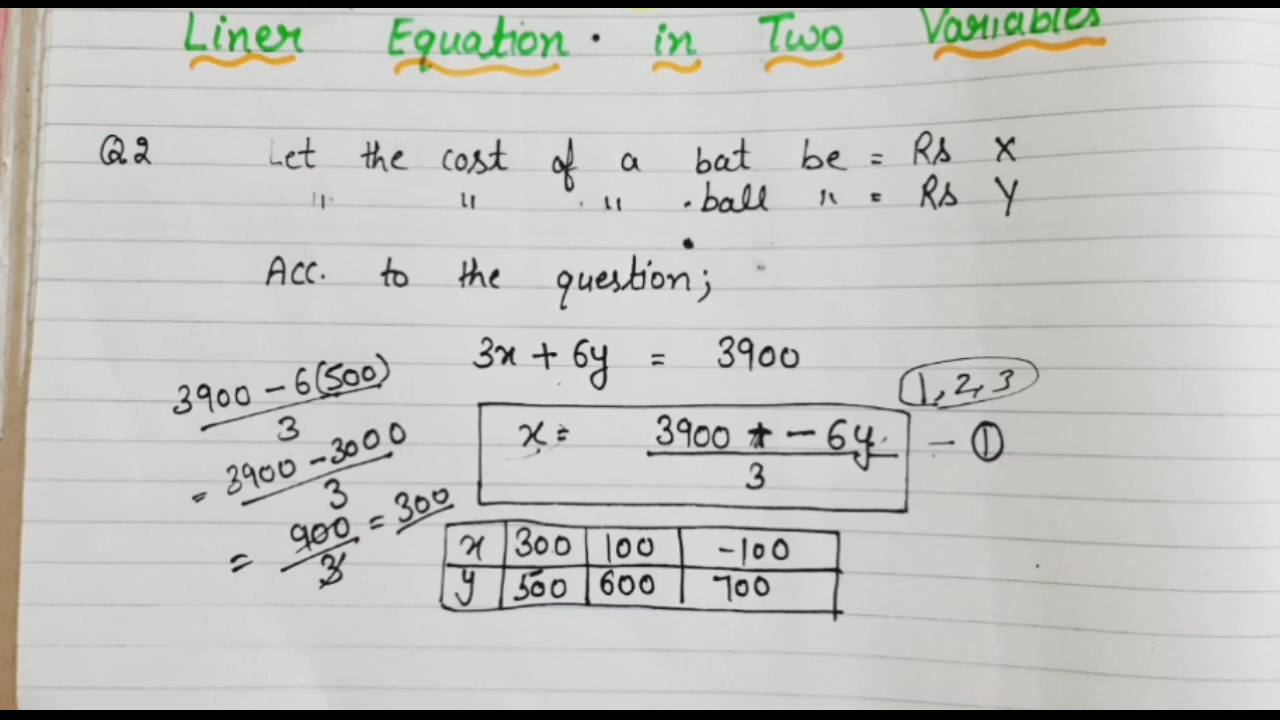 Liner Equation . in Two Variables
Q2 Let the cost of a bat be = Rs X
" " " ball " = Rs Y
Acc. to the question;
3x + 6y = 3900
1, 2, 3
x = 3900 - 6y / 3 - ①
3900 - 6(500) / 3
= 3900 - 3000 / 3
= 900 / 3 = 300
x 300 100 -100
y 500 600 700